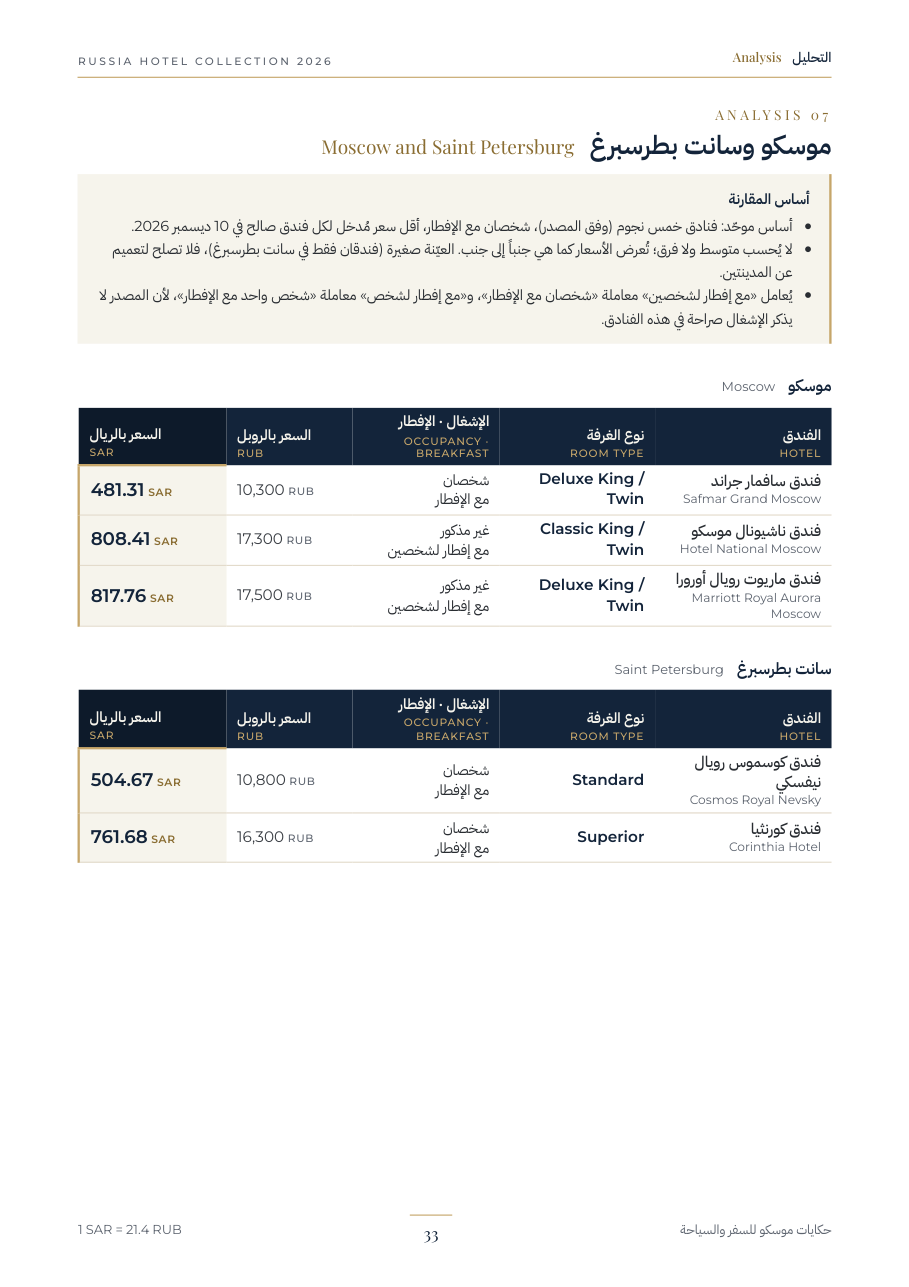 RUSSIA HOTEL COLLECTION 2026
التحليل Analysis
ANALYSIS 07
موسكو وسانت بطرسبرغ Moscow and Saint Petersburg
أساس المقارنة
• أساس موحّد: فنادق خمس نجوم (وفق المصدر)، شخصان مع الإفطار، أقل سعر مُدخل لكل فندق صالح في 10 ديسمبر 2026.
• لا يُحسب متوسط ولا فرق؛ تُعرض الأسعار كما هي جنباً إلى جنب. العيّنة صغيرة (فندقان فقط في سانت بطرسبرغ)، فلا تصلح لتعميم
عن المدينتين.
• يُعامل «مع إفطار لشخصين» معاملة «شخصان مع الإفطار»، و«مع إفطار لشخص» معاملة «شخص واحد مع الإفطار»، لأن المصدر لا
يذكر الإشغال صراحة في هذه الفنادق.
موسكو Moscow
الفندق
HOTEL
نوع الغرفة
ROOM TYPE
الإشغال · الإفطار
OCCUPANCY ·
BREAKFAST
السعر بالروبل
RUB
السعر بالريال
SAR
فندق سافمار جراند
Safmar Grand Moscow
Deluxe King /
Twin
شخصان
مع الإفطار
10,300 RUB
481.31 SAR
فندق ناشيونال موسكو
Hotel National Moscow
Classic King /
Twin
غير مذكور
مع إفطار لشخصين
17,300 RUB
808.41 SAR
فندق ماريوت رويال أورورا
Marriott Royal Aurora
Moscow
Deluxe King /
Twin
غير مذكور
مع إفطار لشخصين
17,500 RUB
817.76 SAR
سانت بطرسبرغ Saint Petersburg
الفندق
HOTEL
نوع الغرفة
ROOM TYPE
الإشغال · الإفطار
OCCUPANCY ·
BREAKFAST
السعر بالروبل
RUB
السعر بالريال
SAR
فندق كوسموس رويال
نيفسكي
Cosmos Royal Nevsky
Standard
شخصان
مع الإفطار
10,800 RUB
504.67 SAR
فندق كورنثيا
Corinthia Hotel
Superior
شخصان
مع الإفطار
16,300 RUB
761.68 SAR
حكايات موسكو للسفر والسياحة
33
1 SAR = 21.4 RUB